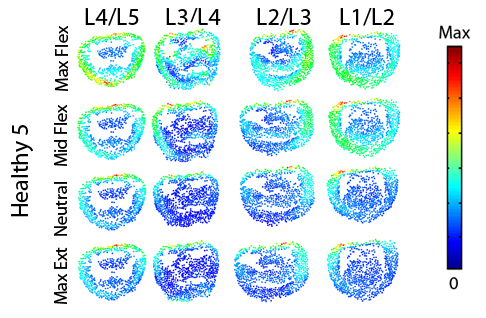 L4/L5 L3/L4 L2/L3 L1/L2
Max
Max Flex
Mid Flex
Neutral
Max Ext
Healthy 5
0